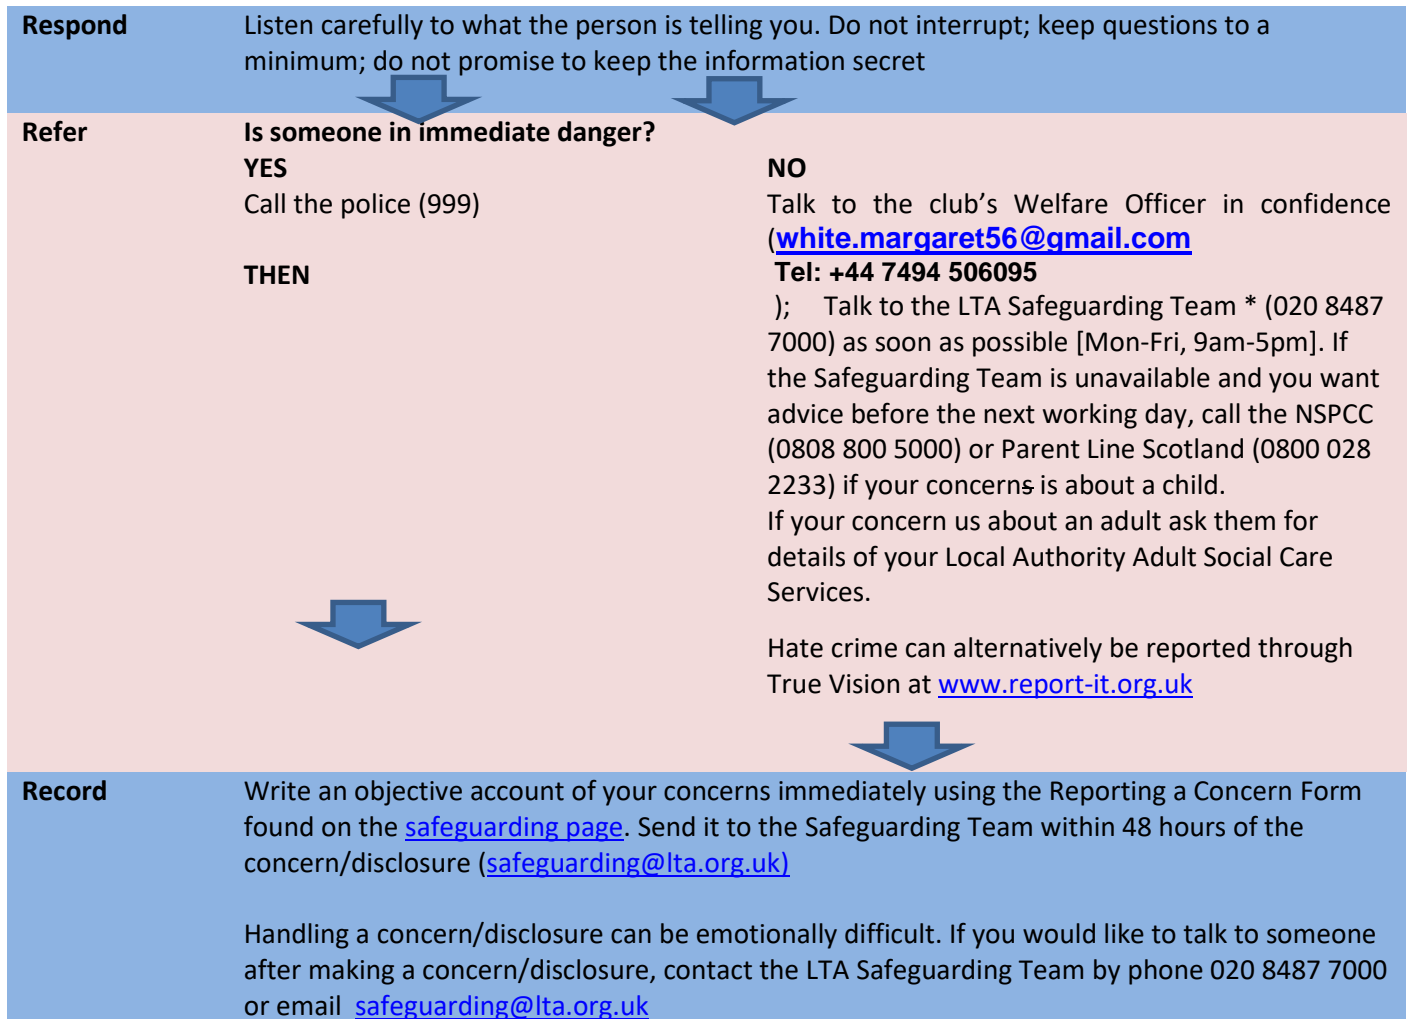 Respond
Listen carefully to what the person is telling you. Do not interrupt; keep questions to a
minimum; do not promise to keep the information secret
Refer
Is someone in immediate danger?
YES
Call the police (999)
THEN
NO
Talk to the club’s Welfare Officer in confidence
(white.margaret56@gmail.com
Tel: +44 7494 506095
); Talk to the LTA Safeguarding Team * (020 8487
7000) as soon as possible [Mon-Fri, 9am-5pm]. If
the Safeguarding Team is unavailable and you want
advice before the next working day, call the NSPCC
(0808 800 5000) or Parent Line Scotland (0800 028
2233) if your concerns is about a child.
If your concern us about an adult ask them for
details of your Local Authority Adult Social Care
Services.
Hate crime can alternatively be reported through
True Vision at www.report-it.org.uk
Record
Write an objective account of your concerns immediately using the Reporting a Concern Form
found on the safeguarding page. Send it to the Safeguarding Team within 48 hours of the
concern/disclosure (safeguarding@lta.org.uk)
Handling a concern/disclosure can be emotionally difficult. If you would like to talk to someone
after making a concern/disclosure, contact the LTA Safeguarding Team by phone 020 8487 7000
or email safeguarding@lta.org.uk